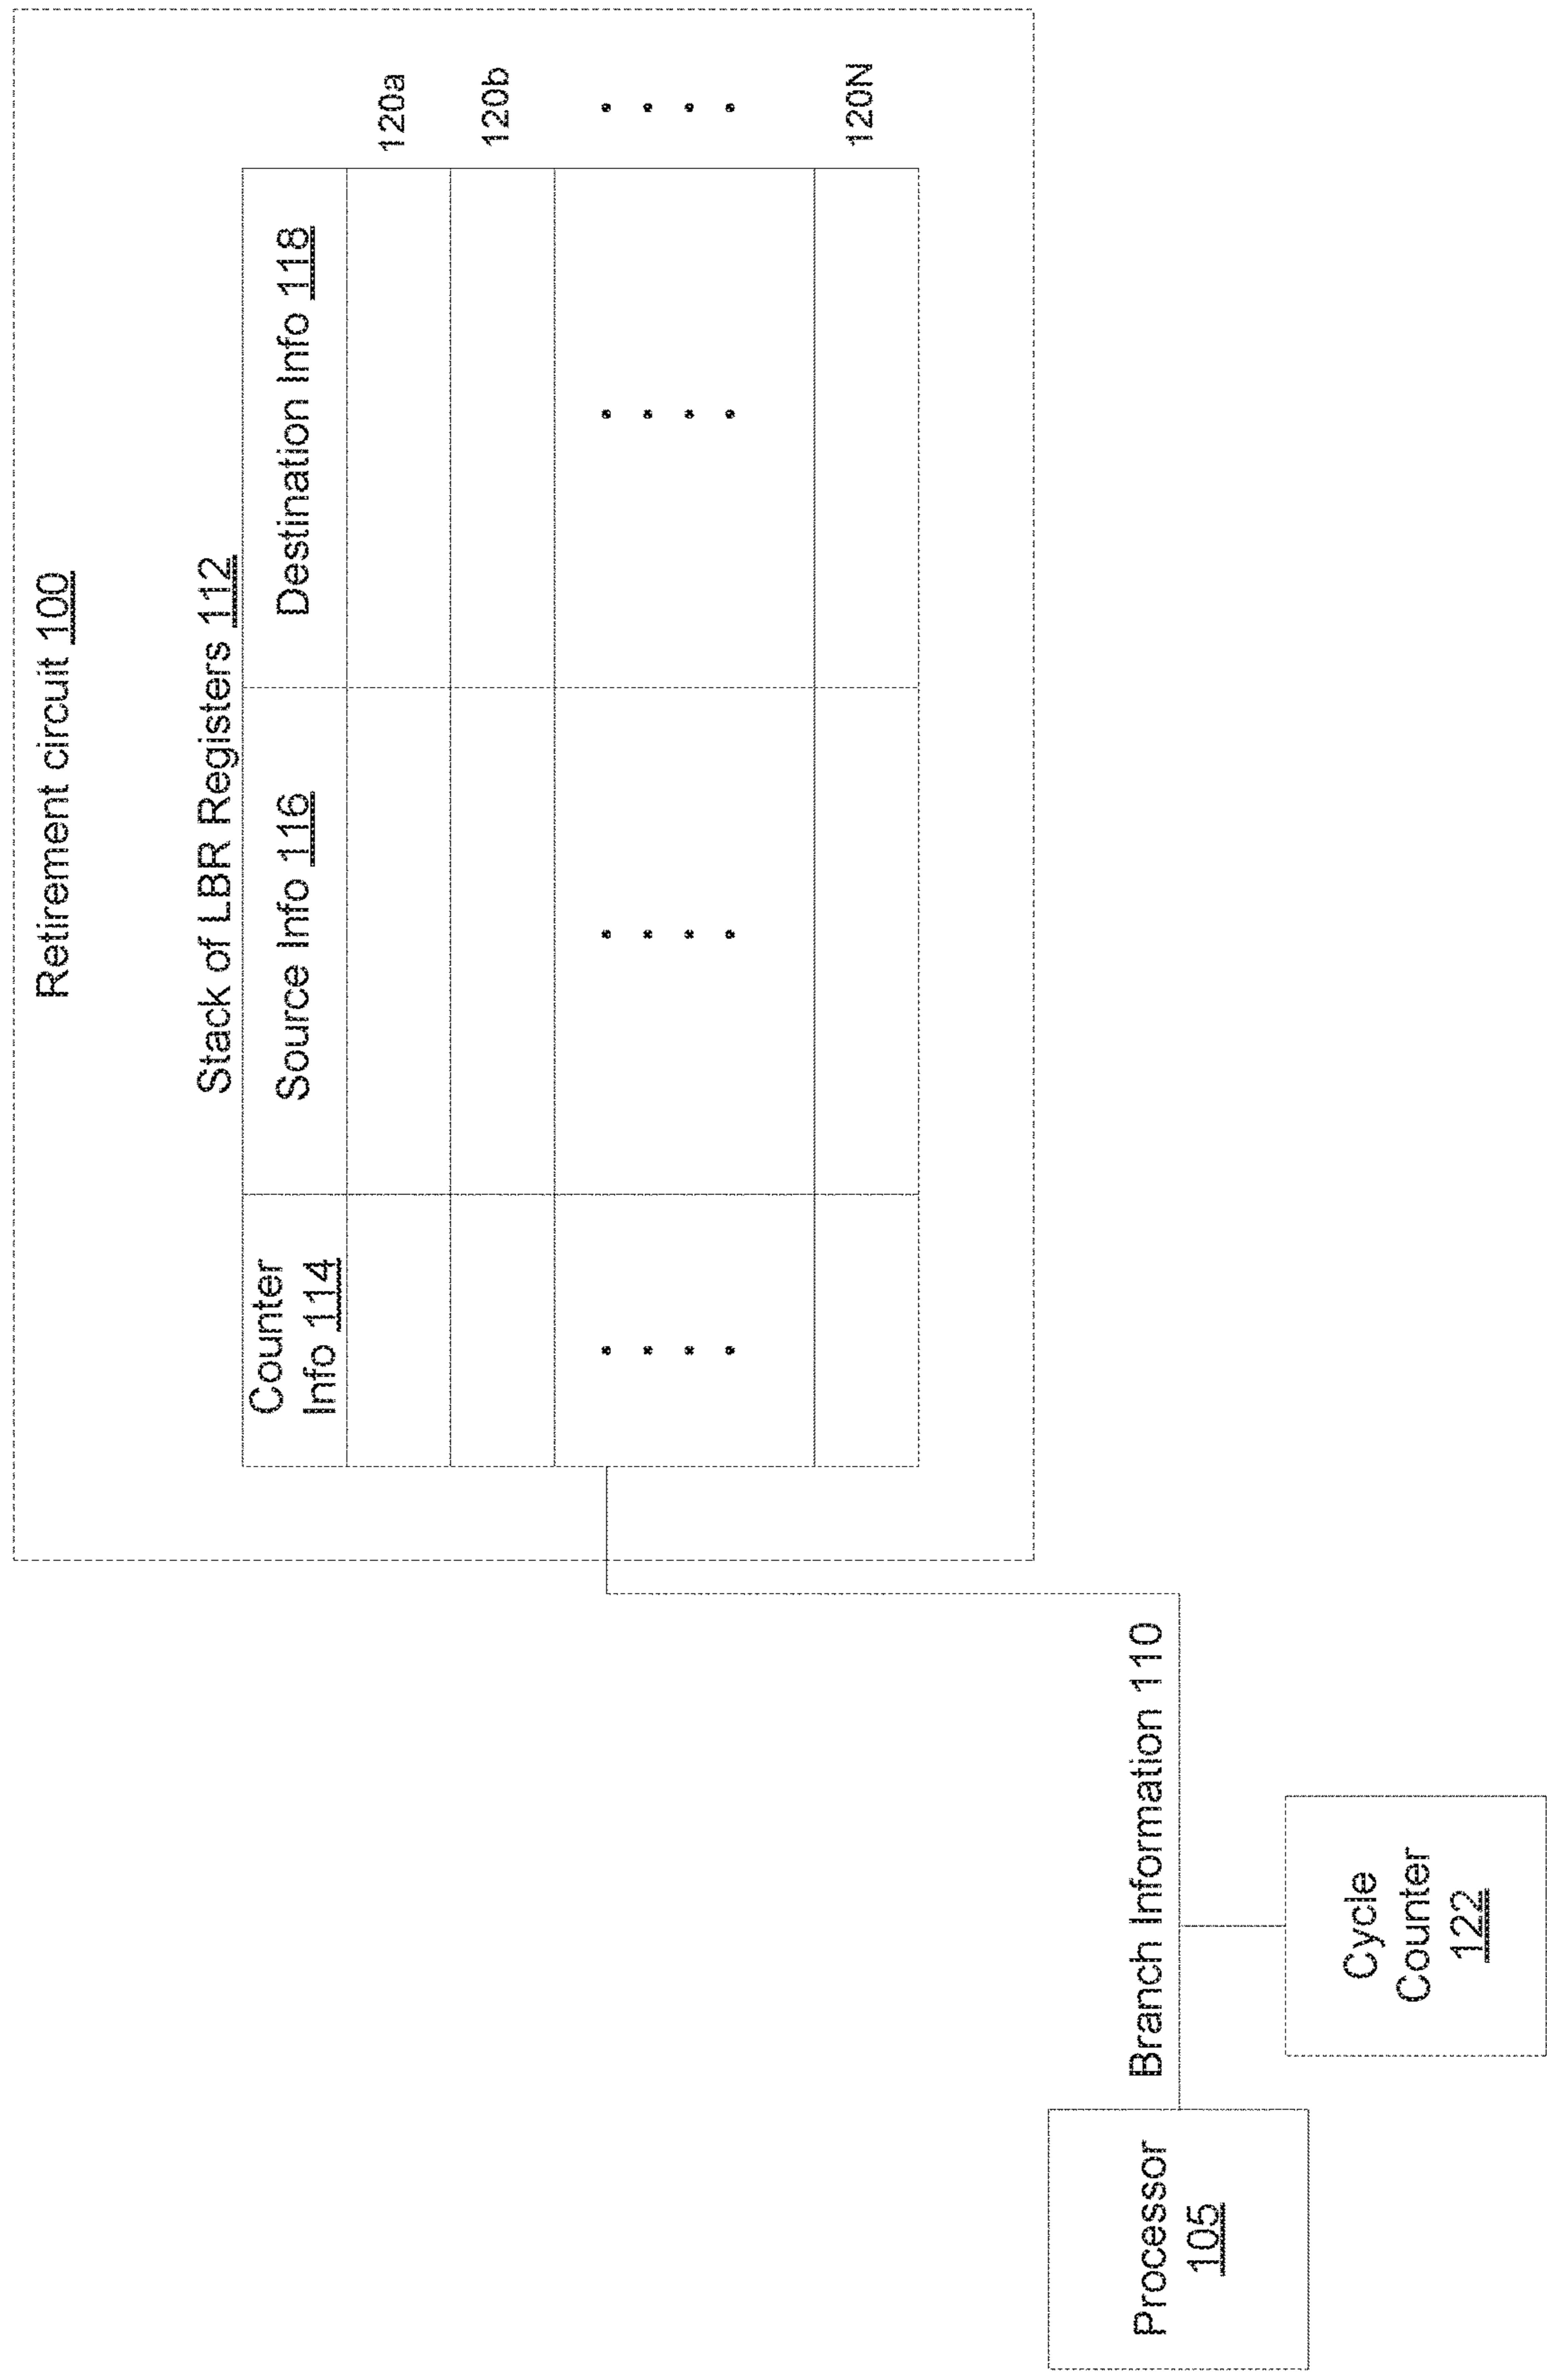 Retirement circuit 100
Stack of LBR Registers 112
Counter
Info 114
Source Info 116
Destination Info 118
120a
120b
120N
Branch Information 110
Processor
105
Cycle
Counter
122